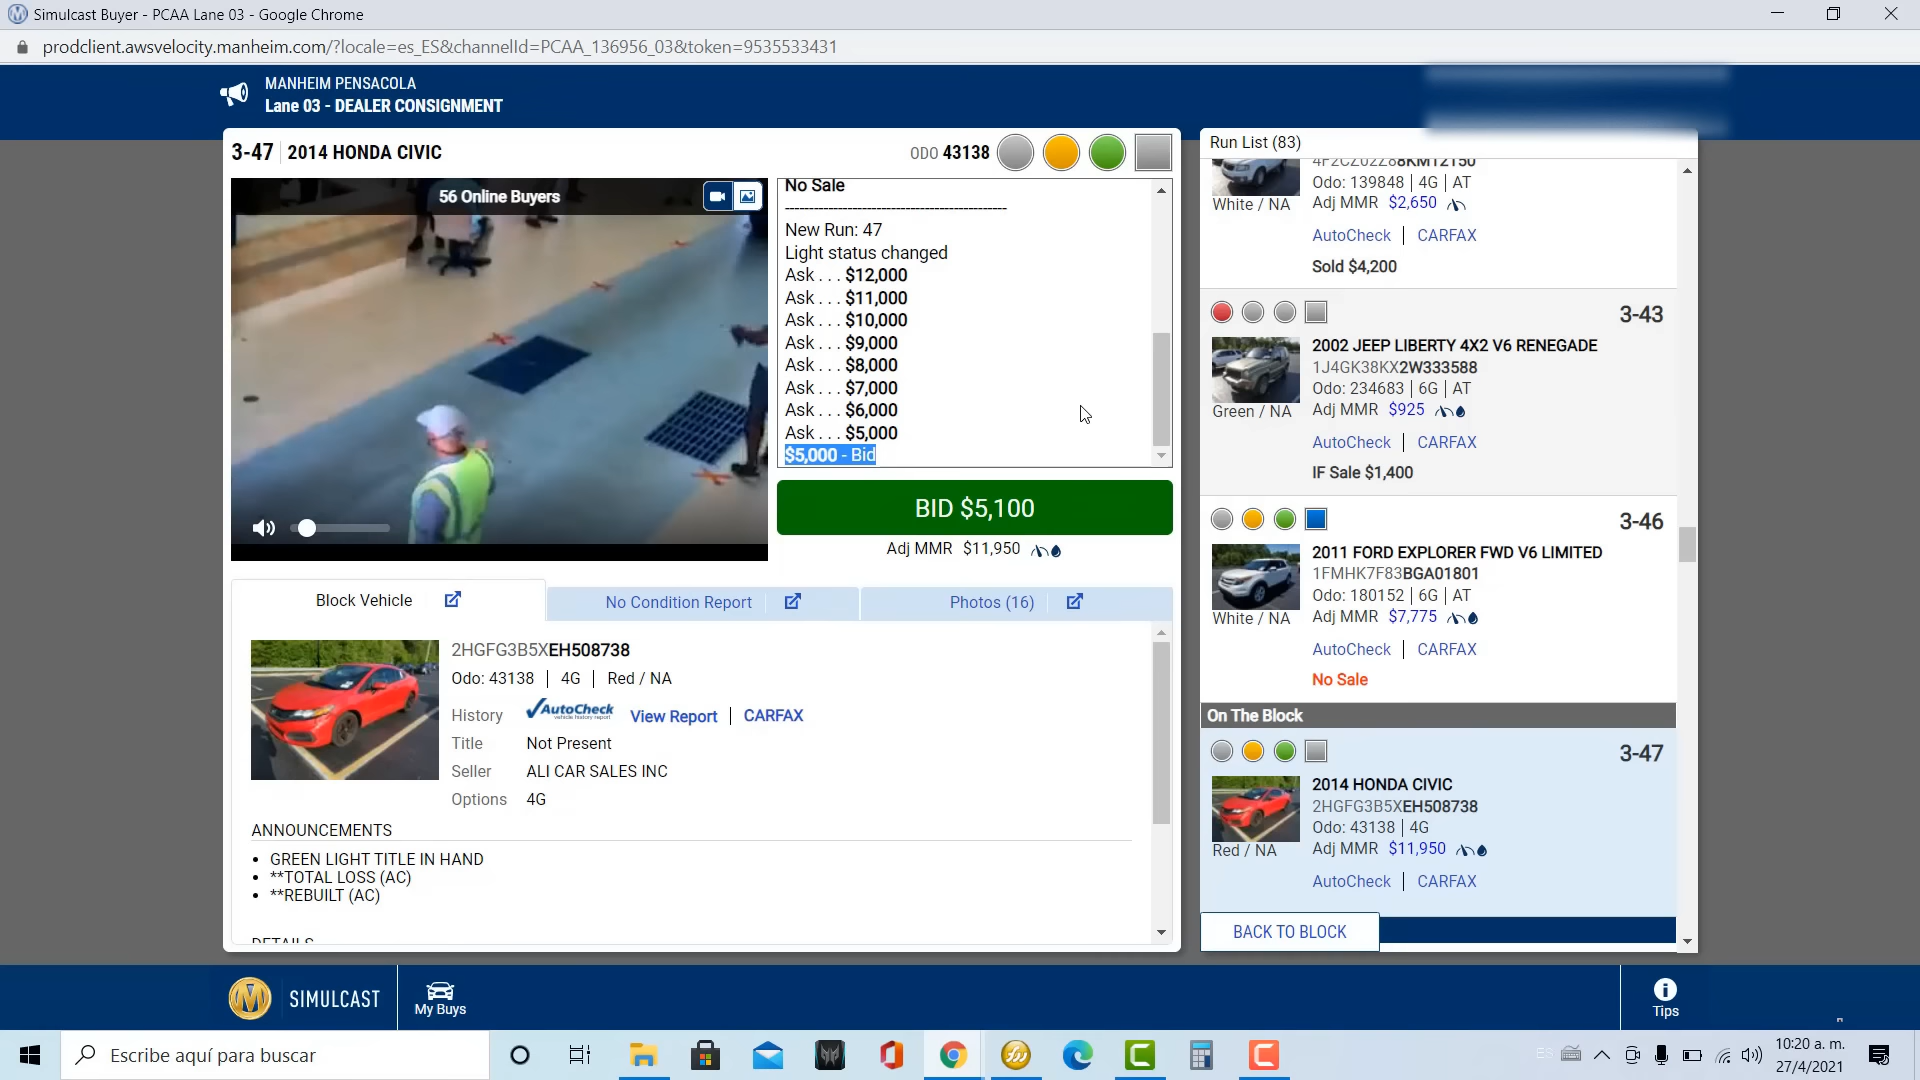 Simulcast Buyer - PCAA Lane 03 - Google Chrome
prodclient.awsvelocity.manheim.com/?locale=es_ES&channelId=PCAA_136956_03&token=9535533431
MANHEIM PENSACOLA
Lane 03 - DEALER CONSIGNMENT
3-47 | 2014 HONDA CIVIC
ODO 43138
56 Online Buyers
No Sale
--------------------------------------------
New Run: 47
Light status changed
Ask . . . $12,000
Ask . . . $11,000
Ask . . . $10,000
Ask . . . $9,000
Ask . . . $8,000
Ask . . . $7,000
Ask . . . $6,000
Ask . . . $5,000
$5,000 - Bid
BID $5,100
Adj MMR $11,950
Block Vehicle
No Condition Report
Photos (16)
2HGFG3B5XEH508738
Odo: 43138 | 4G | Red / NA
History AutoCheck View Report | CARFAX
Title Not Present
Seller ALI CAR SALES INC
Options 4G
ANNOUNCEMENTS
• GREEN LIGHT TITLE IN HAND
• **TOTAL LOSS (AC)
• **REBUILT (AC)
DETAILS
Run List (83)
White / NA
Odo: 139848 | 4G | AT
Adj MMR $2,650
AutoCheck | CARFAX
Sold $4,200
3-43
2002 JEEP LIBERTY 4X2 V6 RENEGADE
1J4GK38KX2W333588
Odo: 234683 | 6G | AT
Green / NA
Adj MMR $925
AutoCheck | CARFAX
IF Sale $1,400
3-46
2011 FORD EXPLORER FWD V6 LIMITED
1FMHK7F83BGA01801
Odo: 180152 | 6G | AT
White / NA
Adj MMR $7,775
AutoCheck | CARFAX
No Sale
On The Block
3-47
2014 HONDA CIVIC
2HGFG3B5XEH508738
Odo: 43138 | 4G
Red / NA
Adj MMR $11,950
AutoCheck | CARFAX
BACK TO BLOCK
SIMULCAST
My Buys
Tips
Escribe aquí para buscar
ES
10:20 a. m.
27/4/2021